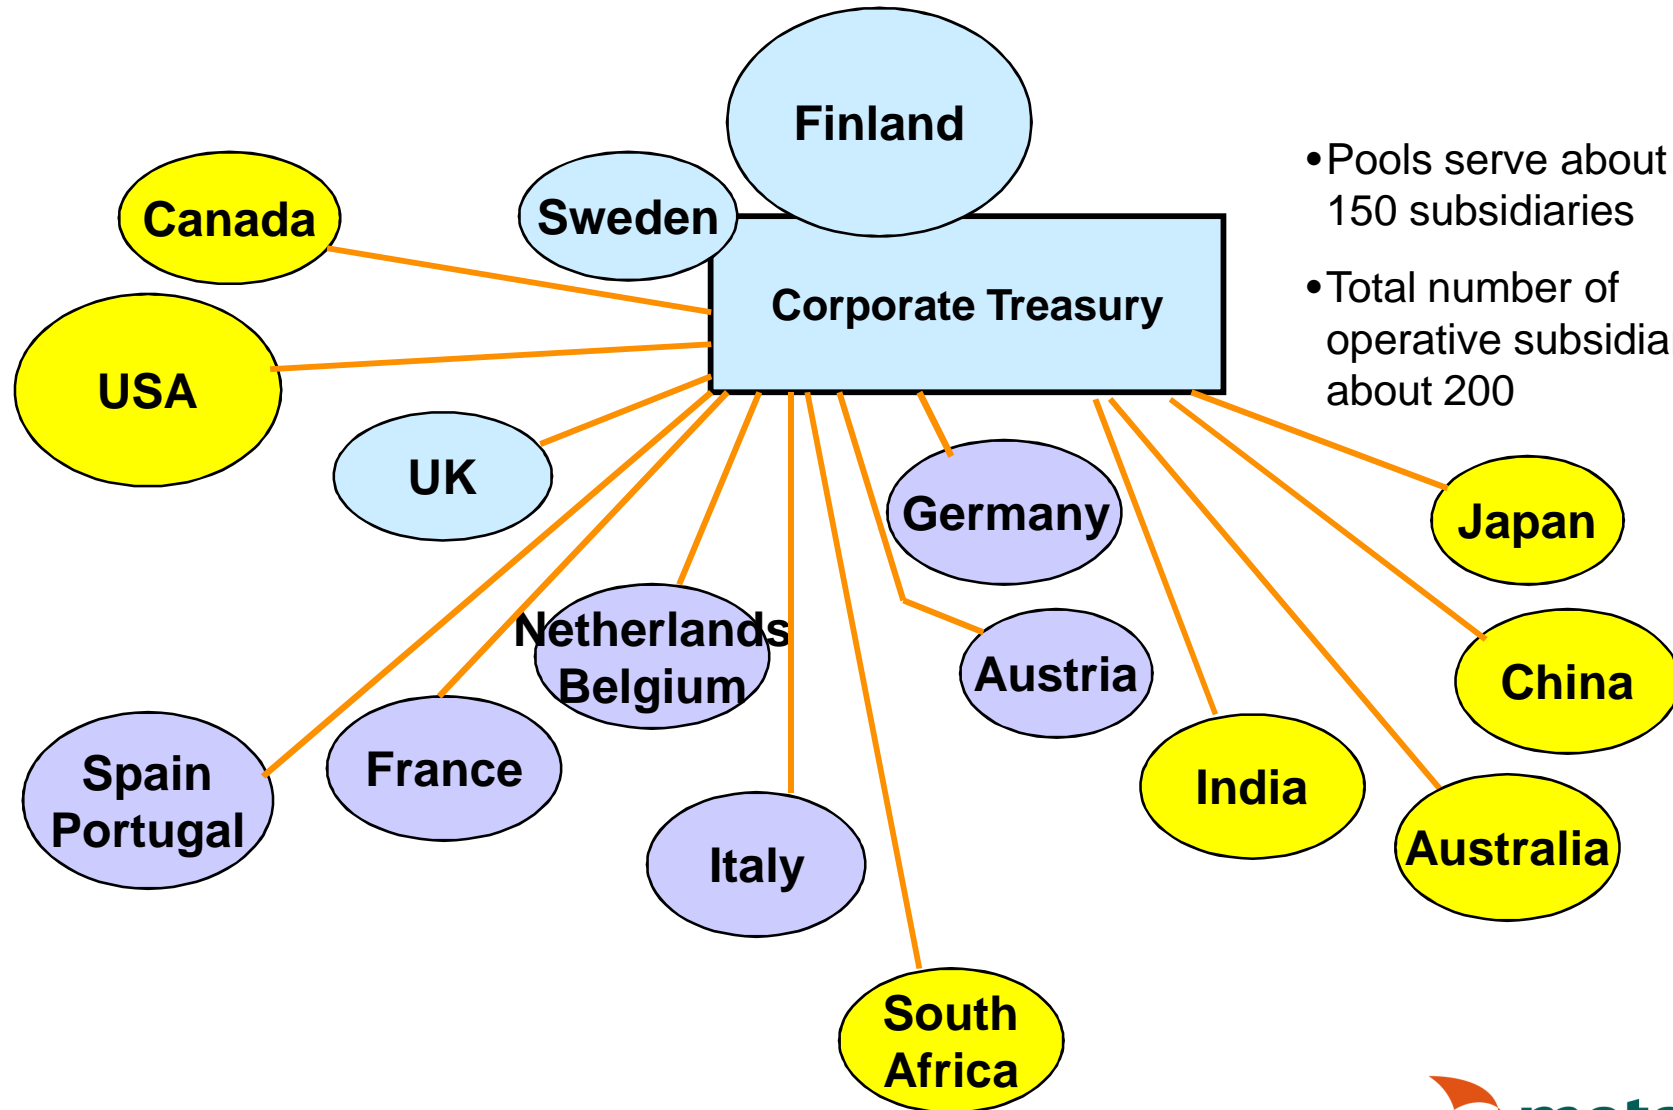 Finland
• Pools serve about
150 subsidiaries
Canada
Sweden
• Total number of
operative subsidia
about 200
Corporate Treasury
USA
UK
Germany
Japan
Netherlands
Belgium
Austria
China
Spain
Portugal
France
India
Italy
Australia
South
Africa